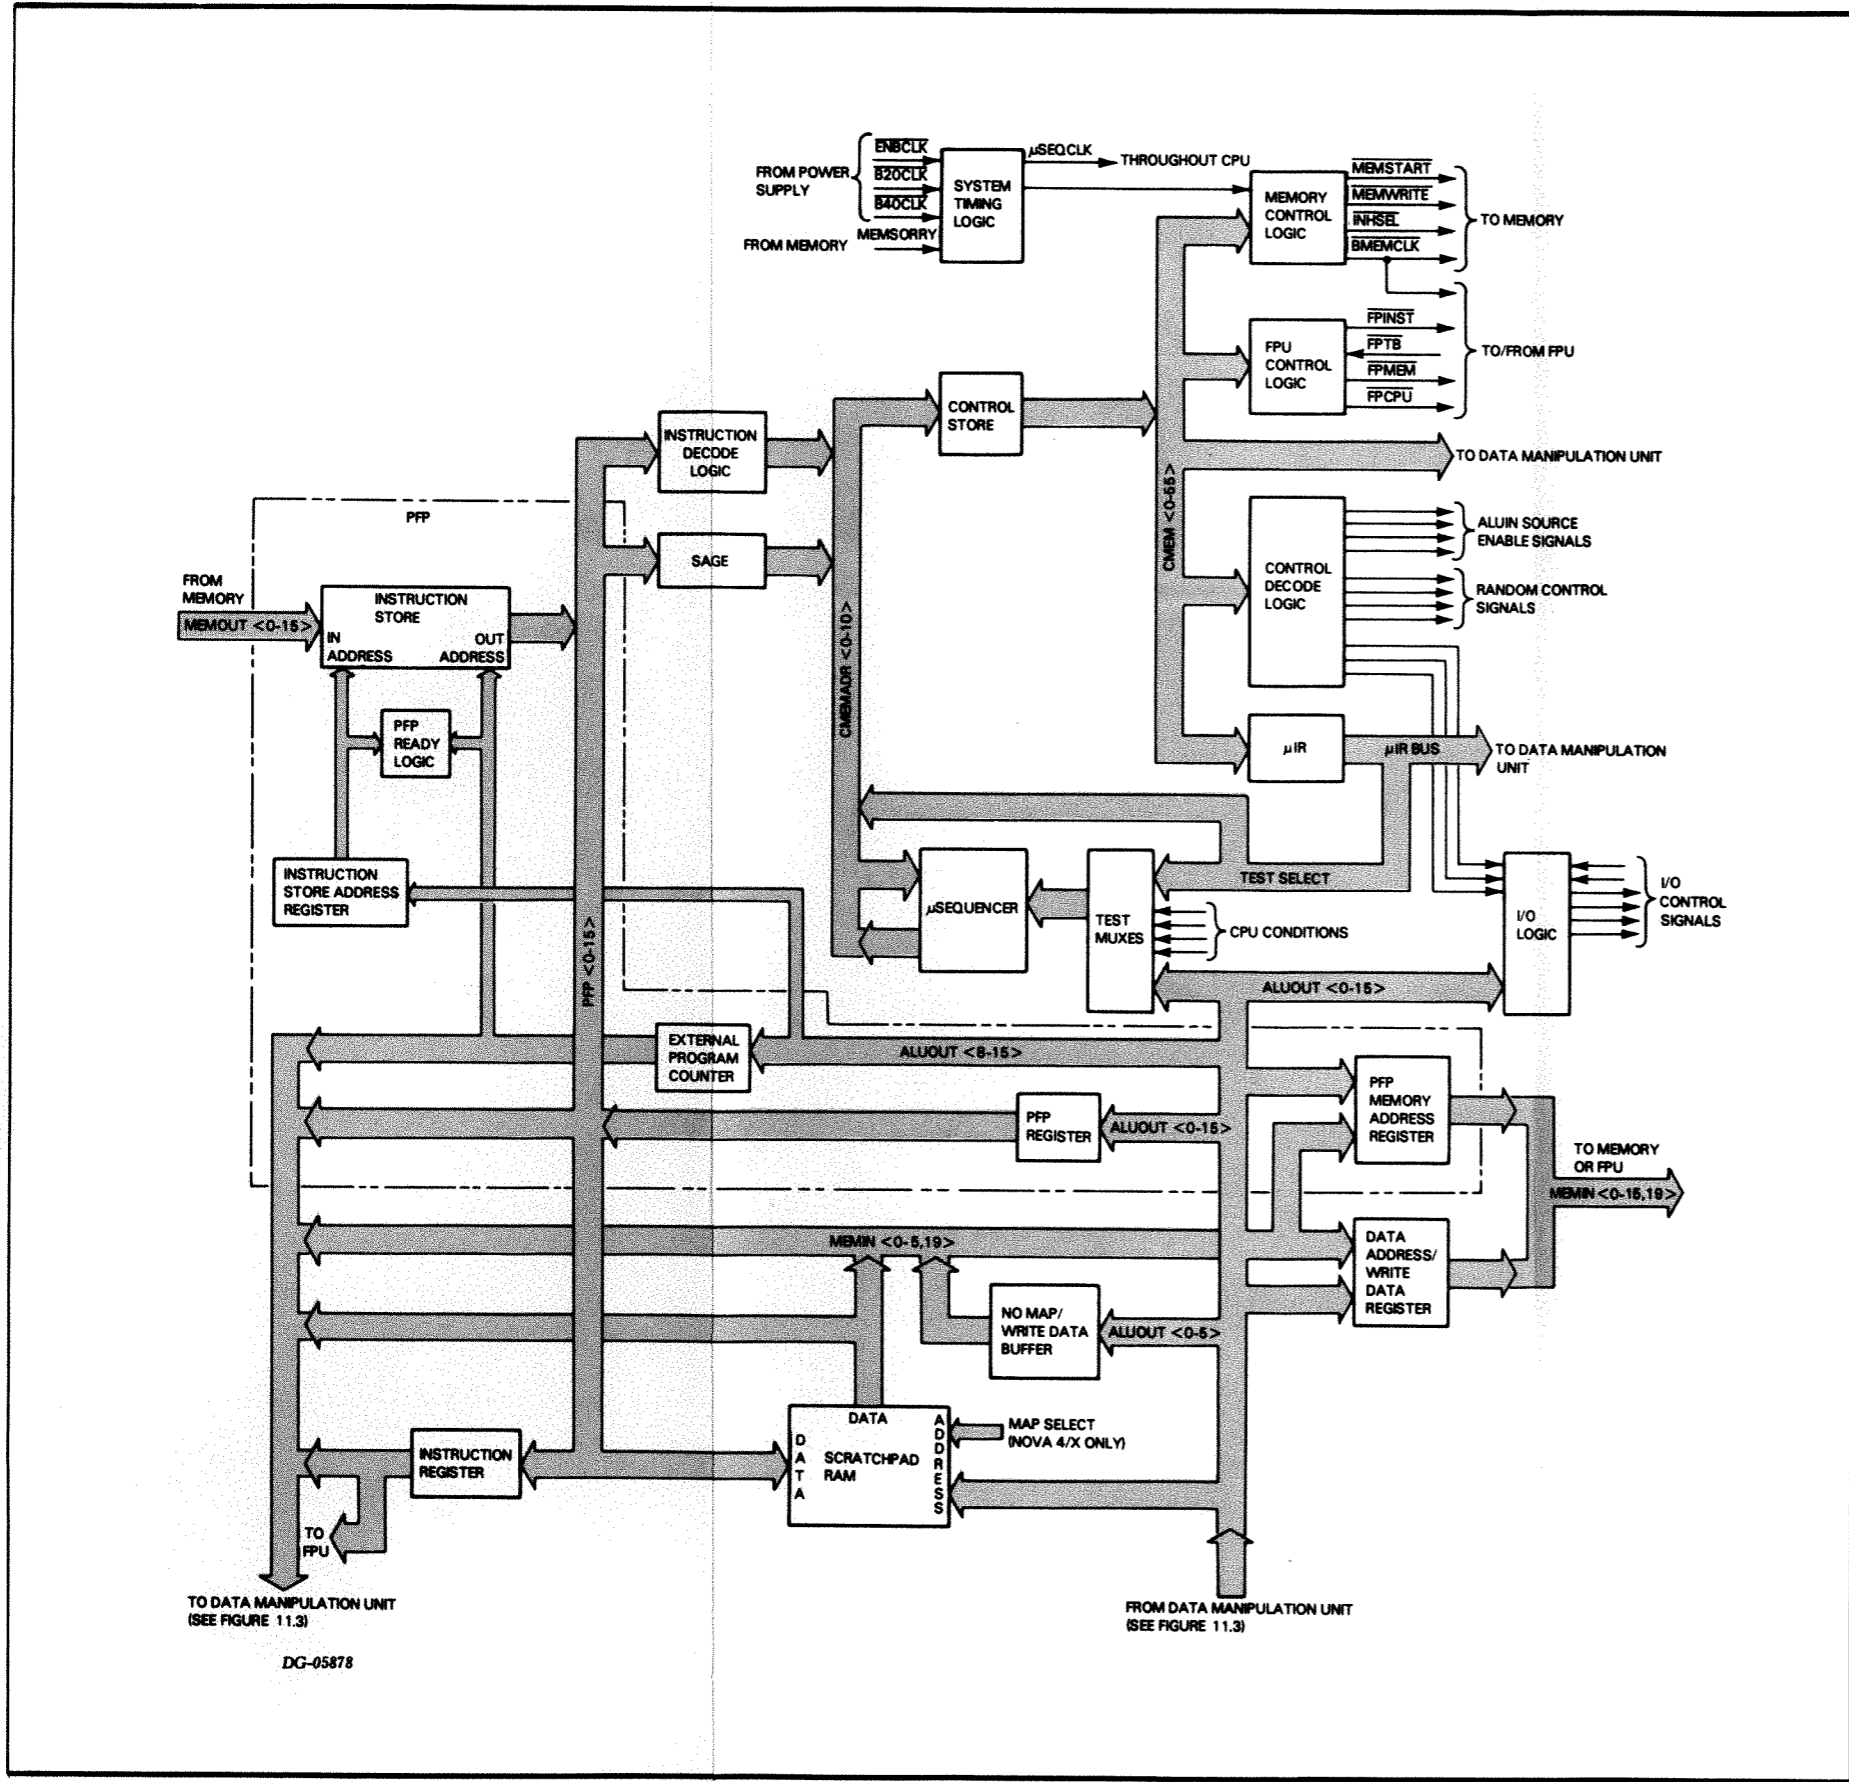 ENBCLK
FROM POWER
SUPPLY
B20CLK
B40CLK
FROM MEMORY
MEMSORRY
SYSTEM
TIMING
LOGIC
μSEQCLK
THROUGHOUT CPU
MEMORY
CONTROL
LOGIC
MEMSTART
MEMWRITE
INHSEL
BMEMCLK
TO MEMORY
FPU
CONTROL
LOGIC
FPINST
FPTB
FPMEM
FPCPU
TO/FROM FPU
CONTROL
STORE
INSTRUCTION
DECODE
LOGIC
TO DATA MANIPULATION UNIT
CMEM <0-55>
PFP
SAGE
CONTROL
DECODE
LOGIC
ALUIN SOURCE
ENABLE SIGNALS
RANDOM CONTROL
SIGNALS
FROM
MEMORY
MEMOUT <0-15>
INSTRUCTION
STORE
IN
ADDRESS
OUT
ADDRESS
CMEMADR <0-10>
PFP
READY
LOGIC
μIR
μIR BUS
TO DATA MANIPULATION
UNIT
INSTRUCTION
STORE ADDRESS
REGISTER
μSEQUENCER
TEST
MUXES
TEST SELECT
CPU CONDITIONS
I/O
LOGIC
I/O
CONTROL
SIGNALS
PFP <0-15>
ALUOUT <0-15>
EXTERNAL
PROGRAM
COUNTER
ALUOUT <8-15>
PFP
REGISTER
ALUOUT <0-15>
PFP
MEMORY
ADDRESS
REGISTER
TO MEMORY
OR FPU
MEMIN <0-15,19>
MEMIN <0-5,19>
DATA
ADDRESS/
WRITE
DATA
REGISTER
NO MAP/
WRITE DATA
BUFFER
ALUOUT <0-5>
DATA
DATA
SCRATCHPAD
RAM
ADDRESS
MAP SELECT
(NOVA 4/X ONLY)
INSTRUCTION
REGISTER
TO
FPU
TO DATA MANIPULATION UNIT
(SEE FIGURE 11.3)
FROM DATA MANIPULATION UNIT
(SEE FIGURE 11.3)
DG-05878